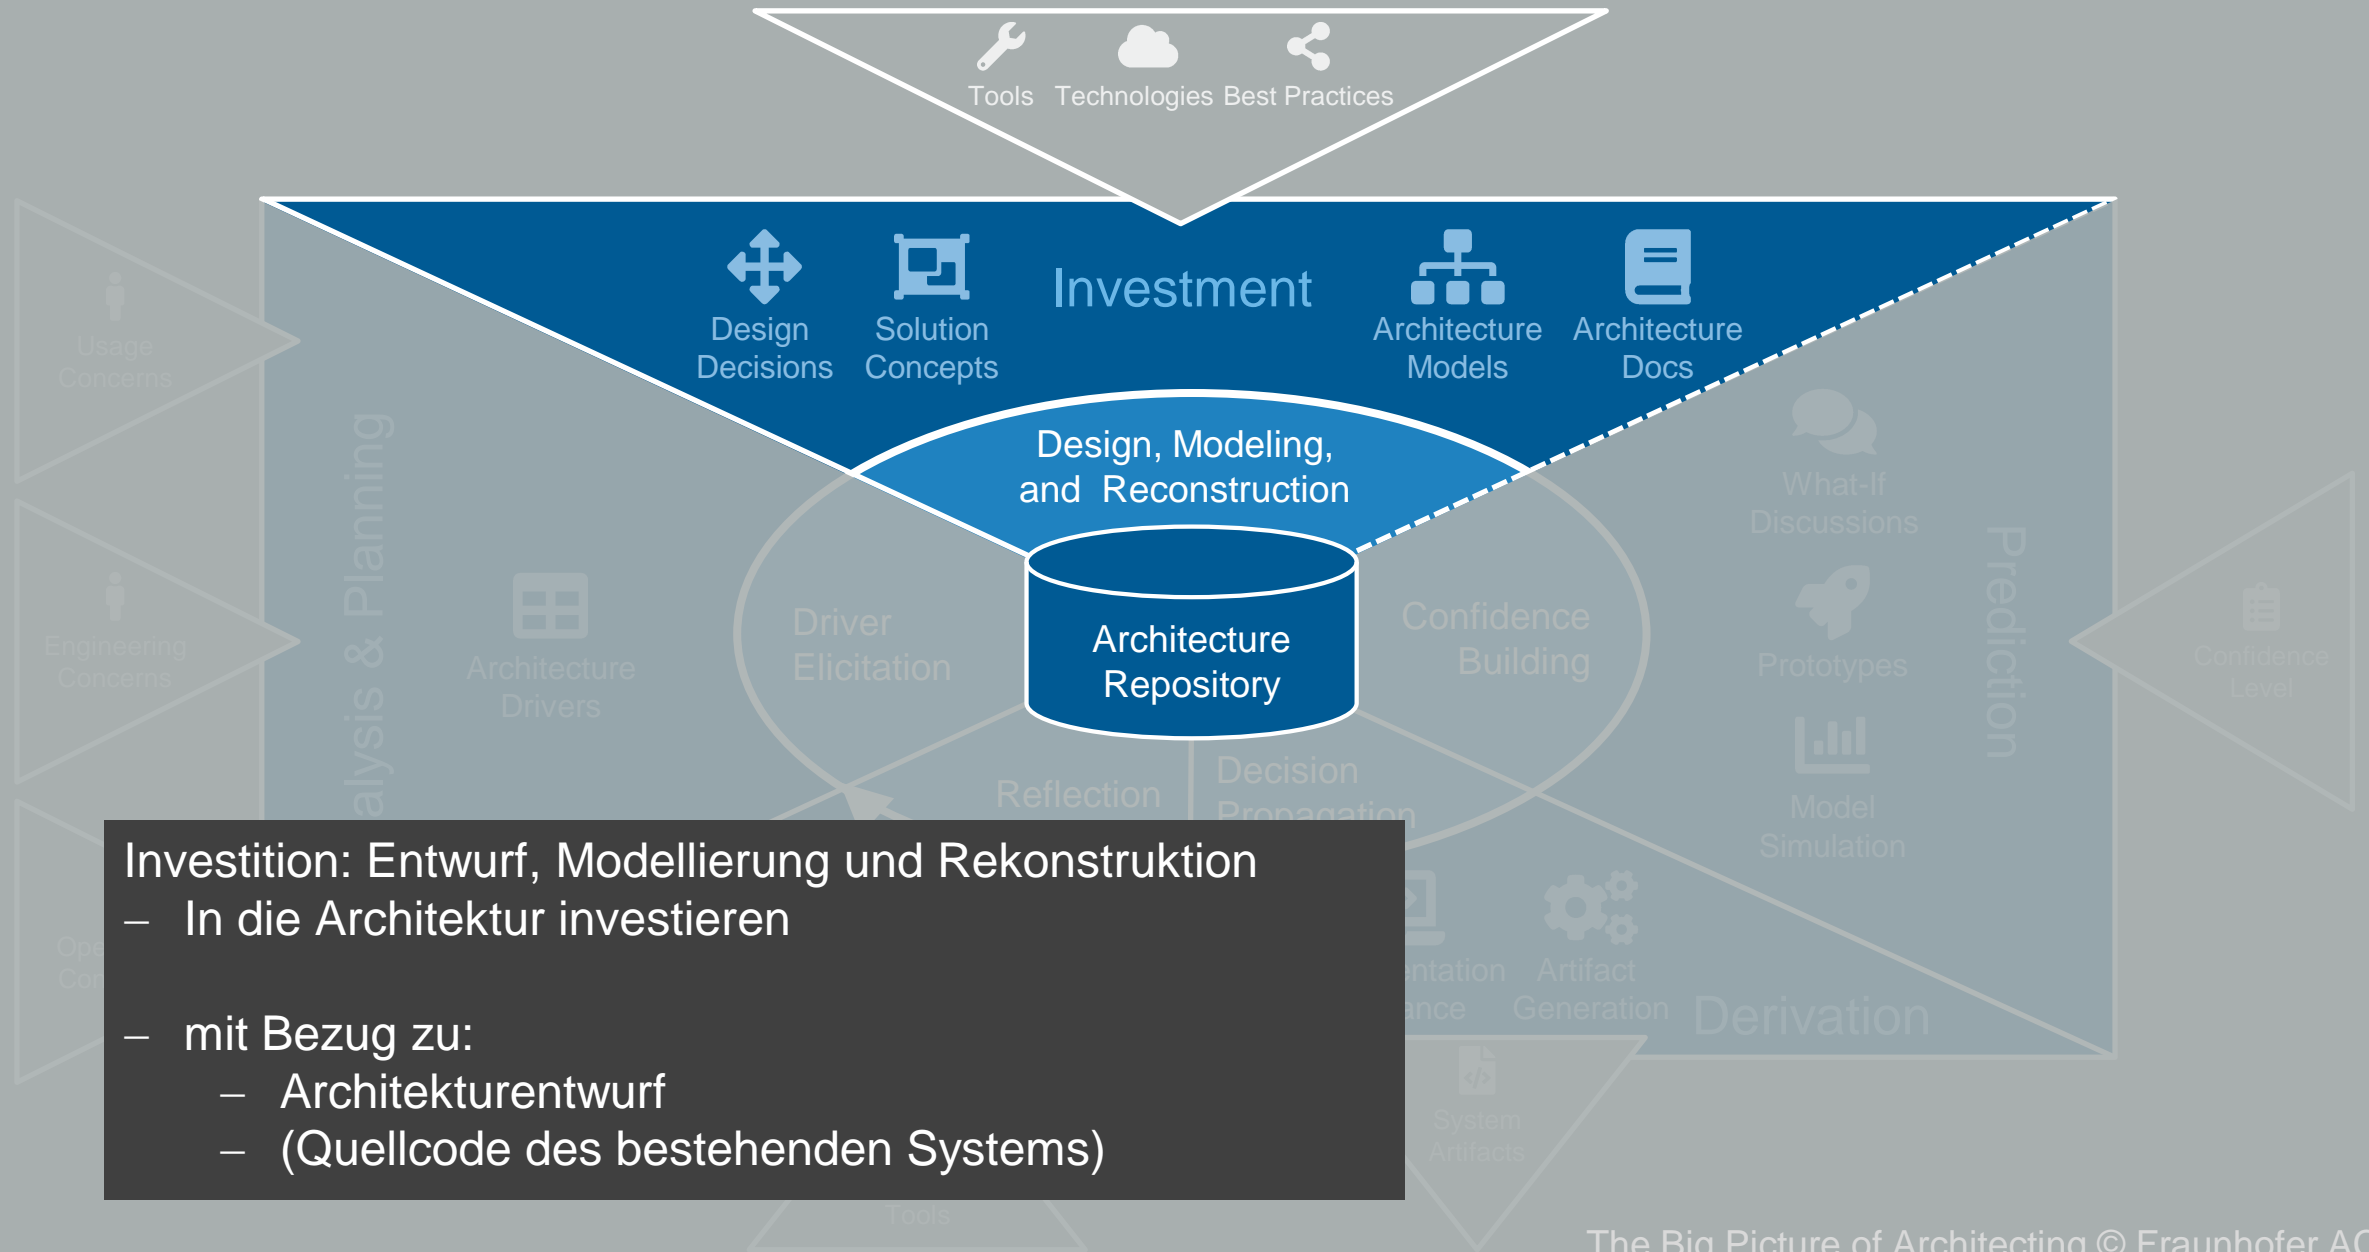 Tools Technologies Best Practices
Investment
Design
Decisions
Solution
Concepts
Architecture
Models
Architecture
Docs
Design, Modeling,
and Reconstruction
Architecture
Repository
Usage
Concerns
Engineering
Concerns
Planning
Architecture
Drivers
Driver
Elicitation
Confidence
Building
Reflection
Decision
Propagation
What-If
Discussions
Prototypes
Model
Simulation
Prediction
Confidence
Level
Artifact
Generation
Derivation
System
Artifacts
Tools
Investition: Entwurf, Modellierung und Rekonstruktion
– In die Architektur investieren
– mit Bezug zu:
– Architekturentwurf
– (Quellcode des bestehenden Systems)
The Big Picture of Architecting © Fraunhofer